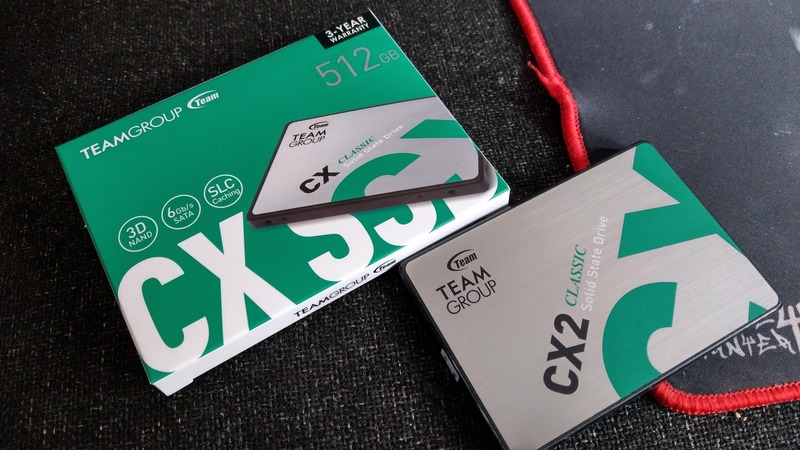 3-YEAR
WARRANTY
512GB
TEAMGROUP Team
Team
TEAM
GROUP
CX CLASSIC
Solid State Drive
3D
NAND
6Gb/s
SATA
SLC
Caching
CX SSD
TEAMGROUP Team
Team
TEAM
GROUP
CX2 CLASSIC
Solid State Drive